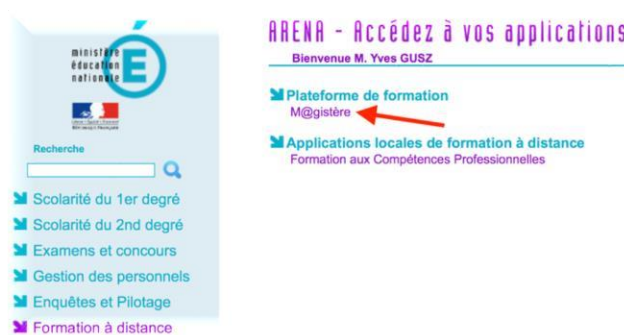 ministère
éducation
nationale
Recherche
Scolarité du 1er degré
Scolarité du 2nd degré
Examens et concours
Gestion des personnels
Enquêtes et Pilotage
Formation à distance
ARENA - Accédez à vos applications
Bienvenue M. Yves GUSZ
Plateforme de formation
M@gistère
Applications locales de formation à distance
Formation aux Compétences Professionnelles